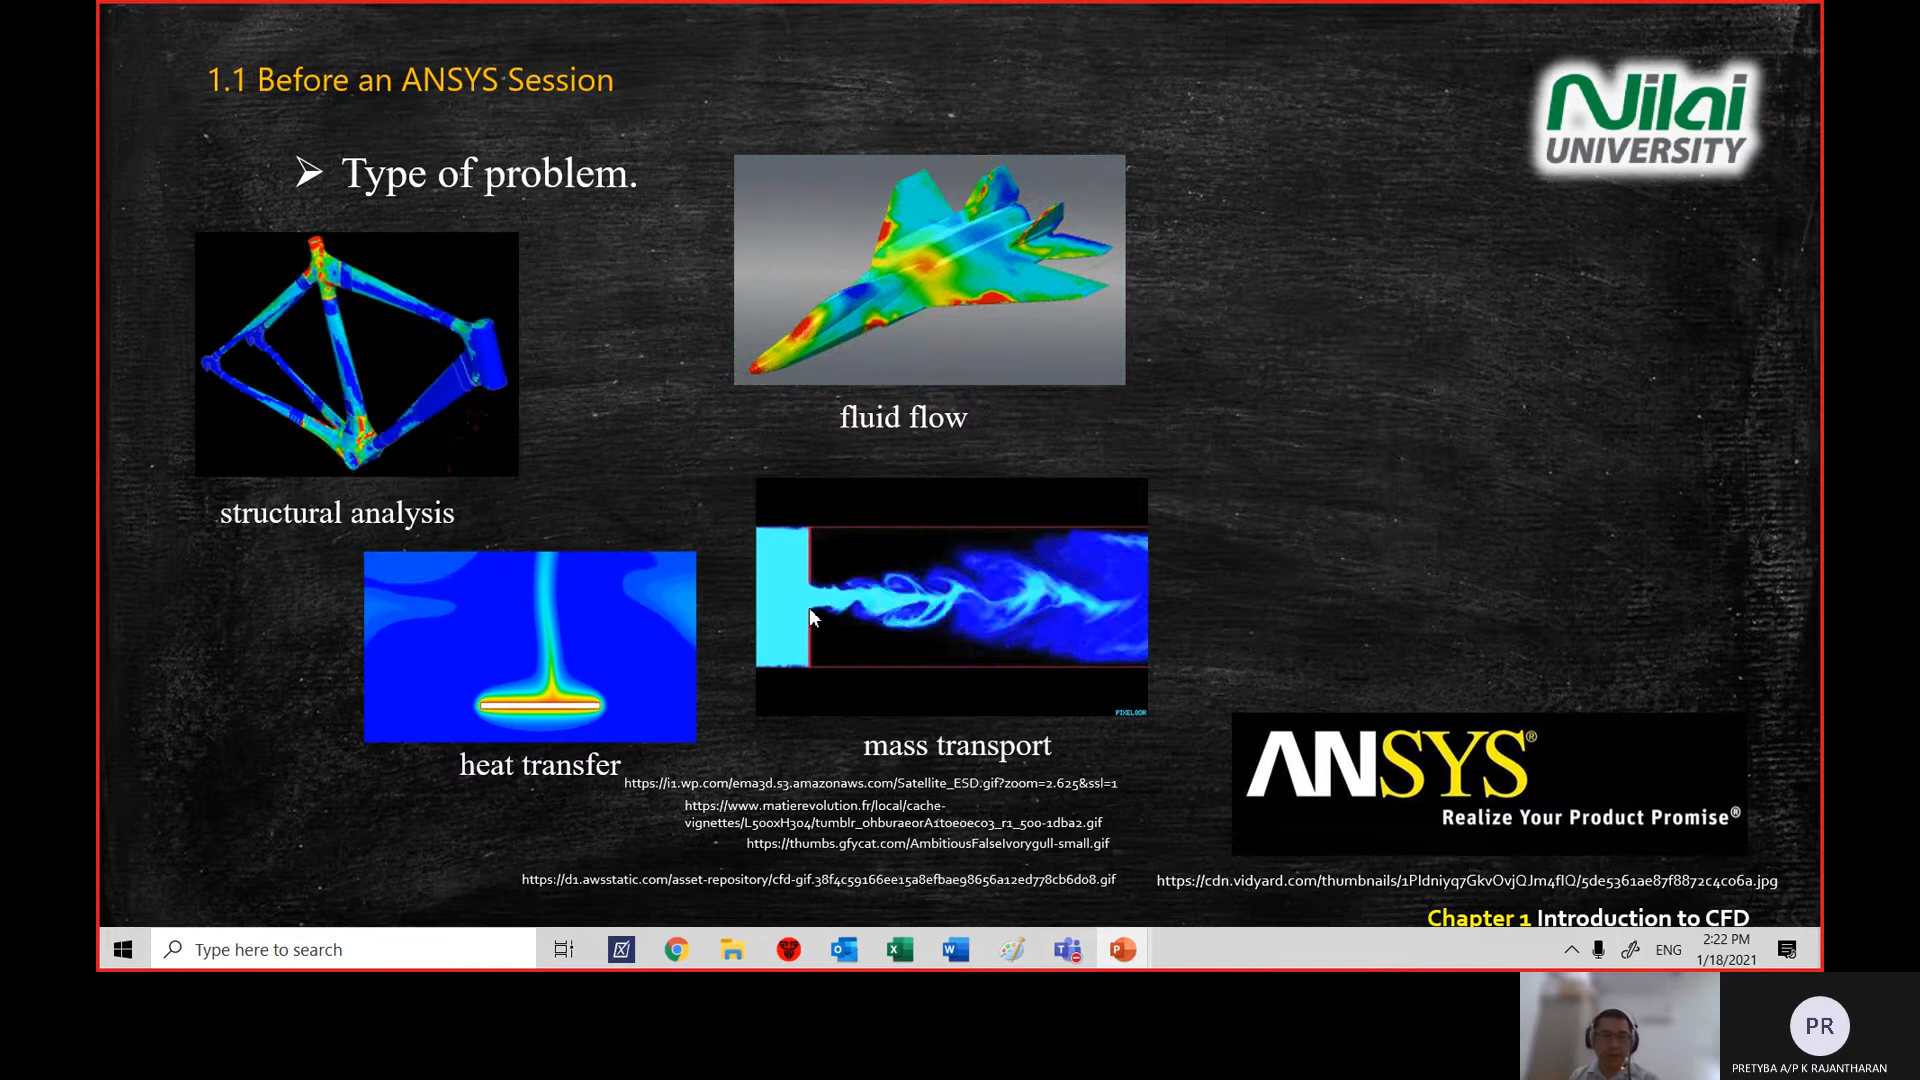 1.1 Before an ANSYS Session
Nilai
UNIVERSITY
➢ Type of problem.
fluid flow
structural analysis
PIXELOOR
mass transport
heat transfer
https://i1.wp.com/ema3d.s3.amazonaws.com/Satellite_ESD.gif?zoom=2.625&ssl=1
https://www.matierevolution.fr/local/cache-
vignettes/L500xH304/tumblr_ohburaeorA1toeoeco3_r1_500-1dba2.gif
https://thumbs.gfycat.com/AmbitiousFalseIvorygull-small.gif
https://d1.awsstatic.com/asset-repository/cfd-gif.38f4c59166ee15a8efbae98656a12ed778cb6d08.gif
ANSYS®
Realize Your Product Promise®
https://cdn.vidyard.com/thumbnails/1PIdniyq7GkvOvjQJm4flQ/5de5361ae87f8872c4c06a.jpg
Chapter 1 Introduction to CFD
Type here to search
ENG
2:22 PM
1/18/2021
PR
PRETYBA A/P K RAJANTHARAN